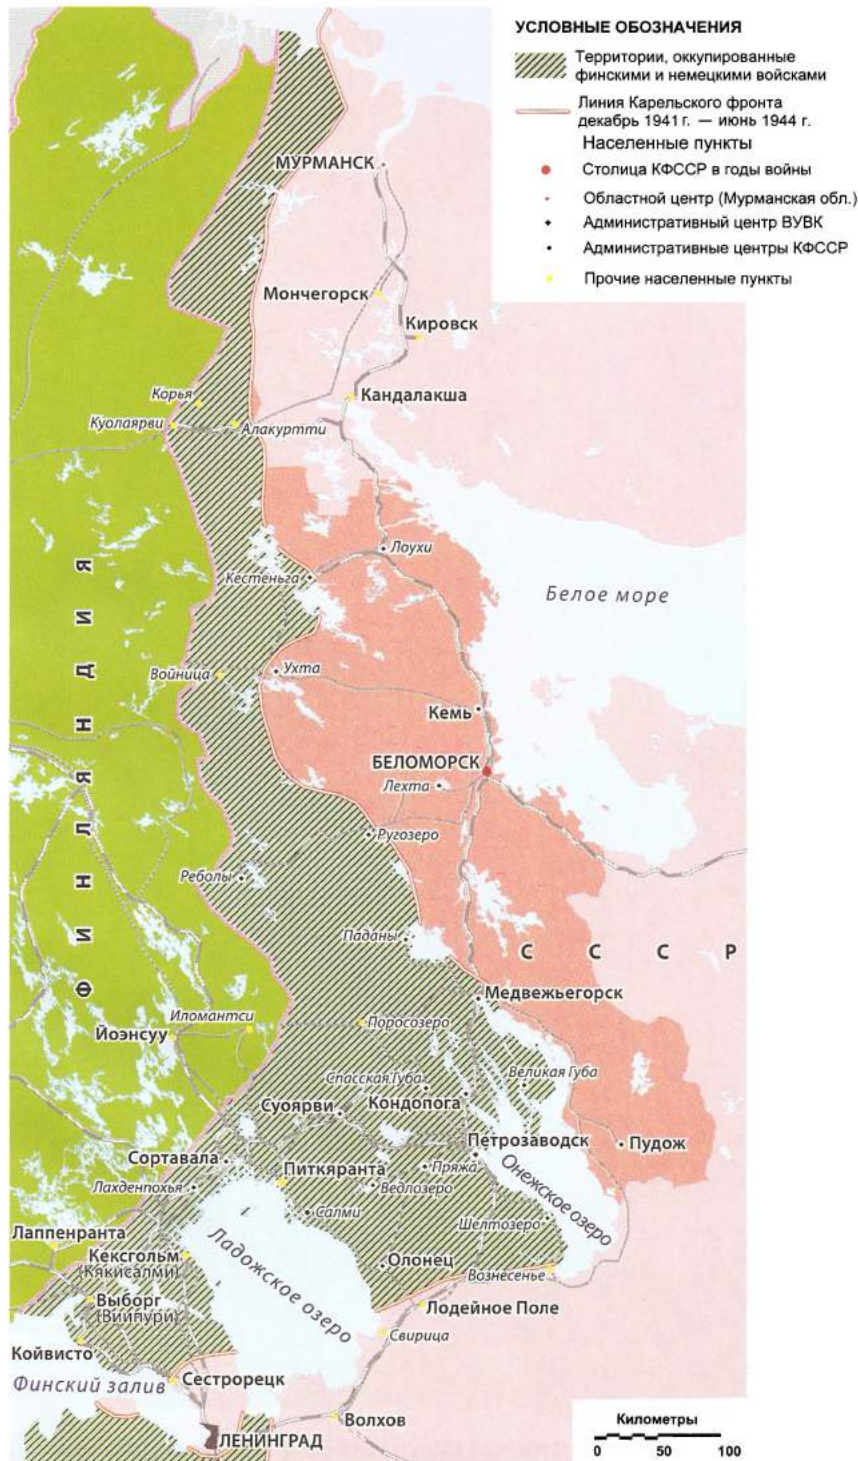 УСЛОВНЫЕ ОБОЗНАЧЕНИЯ
Территории, оккупированные
финскими и немецкими войсками
Линия Карельского фронта
декабрь 1941 г. — июнь 1944 г.
Населенные пункты
Столица КФССР в годы войны
Областной центр (Мурманская обл.)
Административный центр ВУВК
Административные центры КФССР
Прочие населенные пункты
МУРМАНСК
Мончегорск
Кировск
Корья
Кандалакша
Куолаярви
Алакуртти
Лоухи
Кестеньга
Белое море
ФИНЛЯНДИЯ
Войница
Ухта
Кемь
БЕЛОМОРСК
Лехта
Ругозеро
Реболы
Паданы
СССР
Медвежьегорск
Иломантси
Йоэнсуу
Поросозеро
Спасская Губа
Великая Губа
Суоярви
Кондопога
Петрозаводск
Пудож
Сортавала
Питкяранта
Пряжа
Лахденпохья
Ведлозеро
Онежское озеро
Салми
Шелтозеро
Лаппенранта
Кексгольм
(Кякисалми)
Ладожское озеро
Олонец
Вознесенье
Выборг
(Виипури)
Лодейное Поле
Свирица
Койвисто
Сестрорецк
Финский залив
Волхов
ЛЕНИНГРАД
Километры
0 50 100